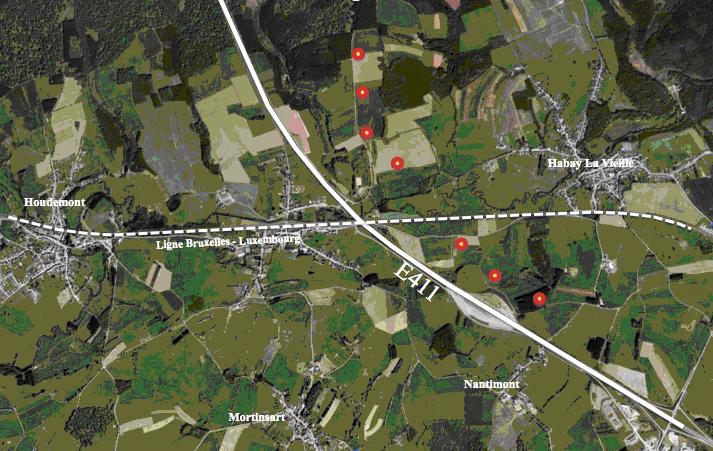 Habay La Vieille
Houdemont
Ligne Bruxelles - Luxembourg
E411
Nantimont
Mortinsart